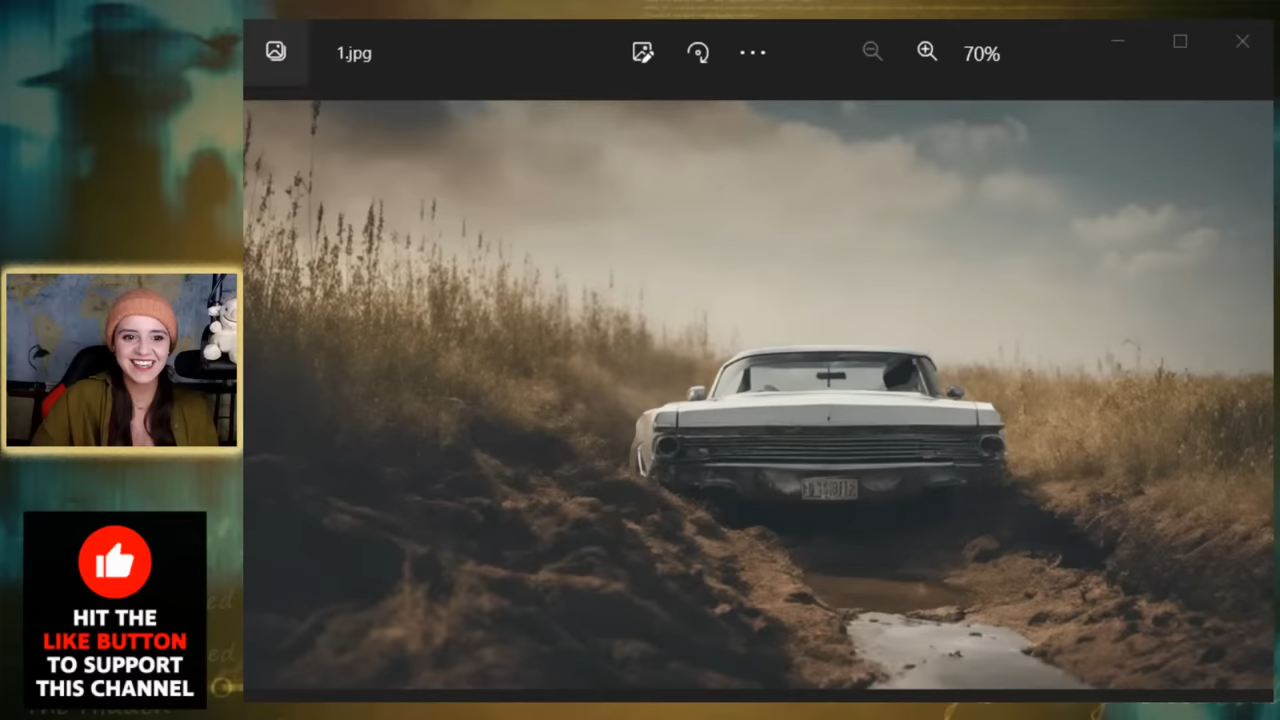 1.jpg
70%
HIT THE
LIKE BUTTON
TO SUPPORT
THIS CHANNEL